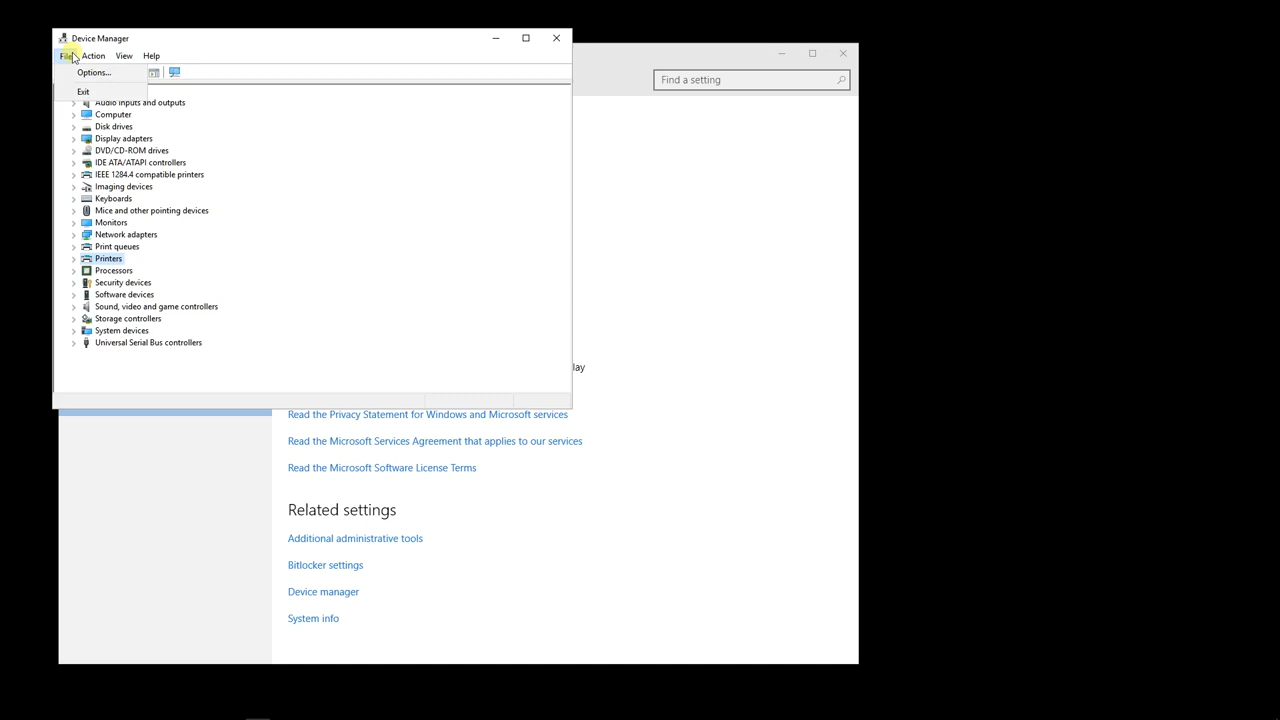 Device Manager
File Action View Help
Options...
Exit
Find a setting
Audio inputs and outputs
Computer
Disk drives
Display adapters
DVD/CD-ROM drives
IDE ATA/ATAPI controllers
IEEE 1284.4 compatible printers
Imaging devices
Keyboards
Mice and other pointing devices
Monitors
Network adapters
Print queues
Printers
Processors
Security devices
Software devices
Sound, video and game controllers
Storage controllers
System devices
Universal Serial Bus controllers
lay
Read the Privacy Statement for Windows and Microsoft services
Read the Microsoft Services Agreement that applies to our services
Read the Microsoft Software License Terms
Related settings
Additional administrative tools
Bitlocker settings
Device manager
System info